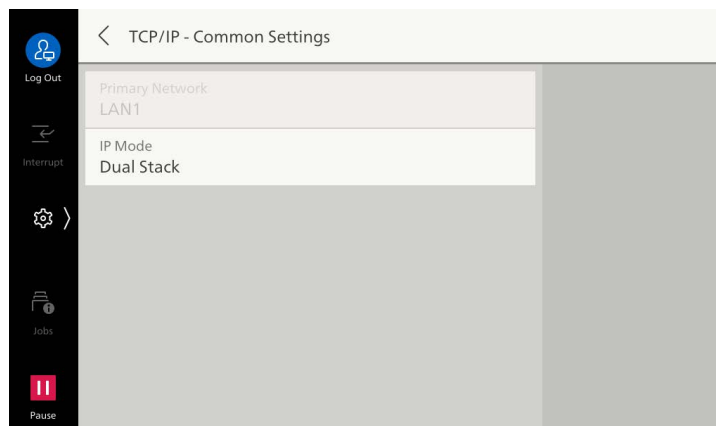 TCP/IP - Common Settings
Log Out
Primary Network
LAN1
IP Mode
Dual Stack
Interrupt
Jobs
Pause